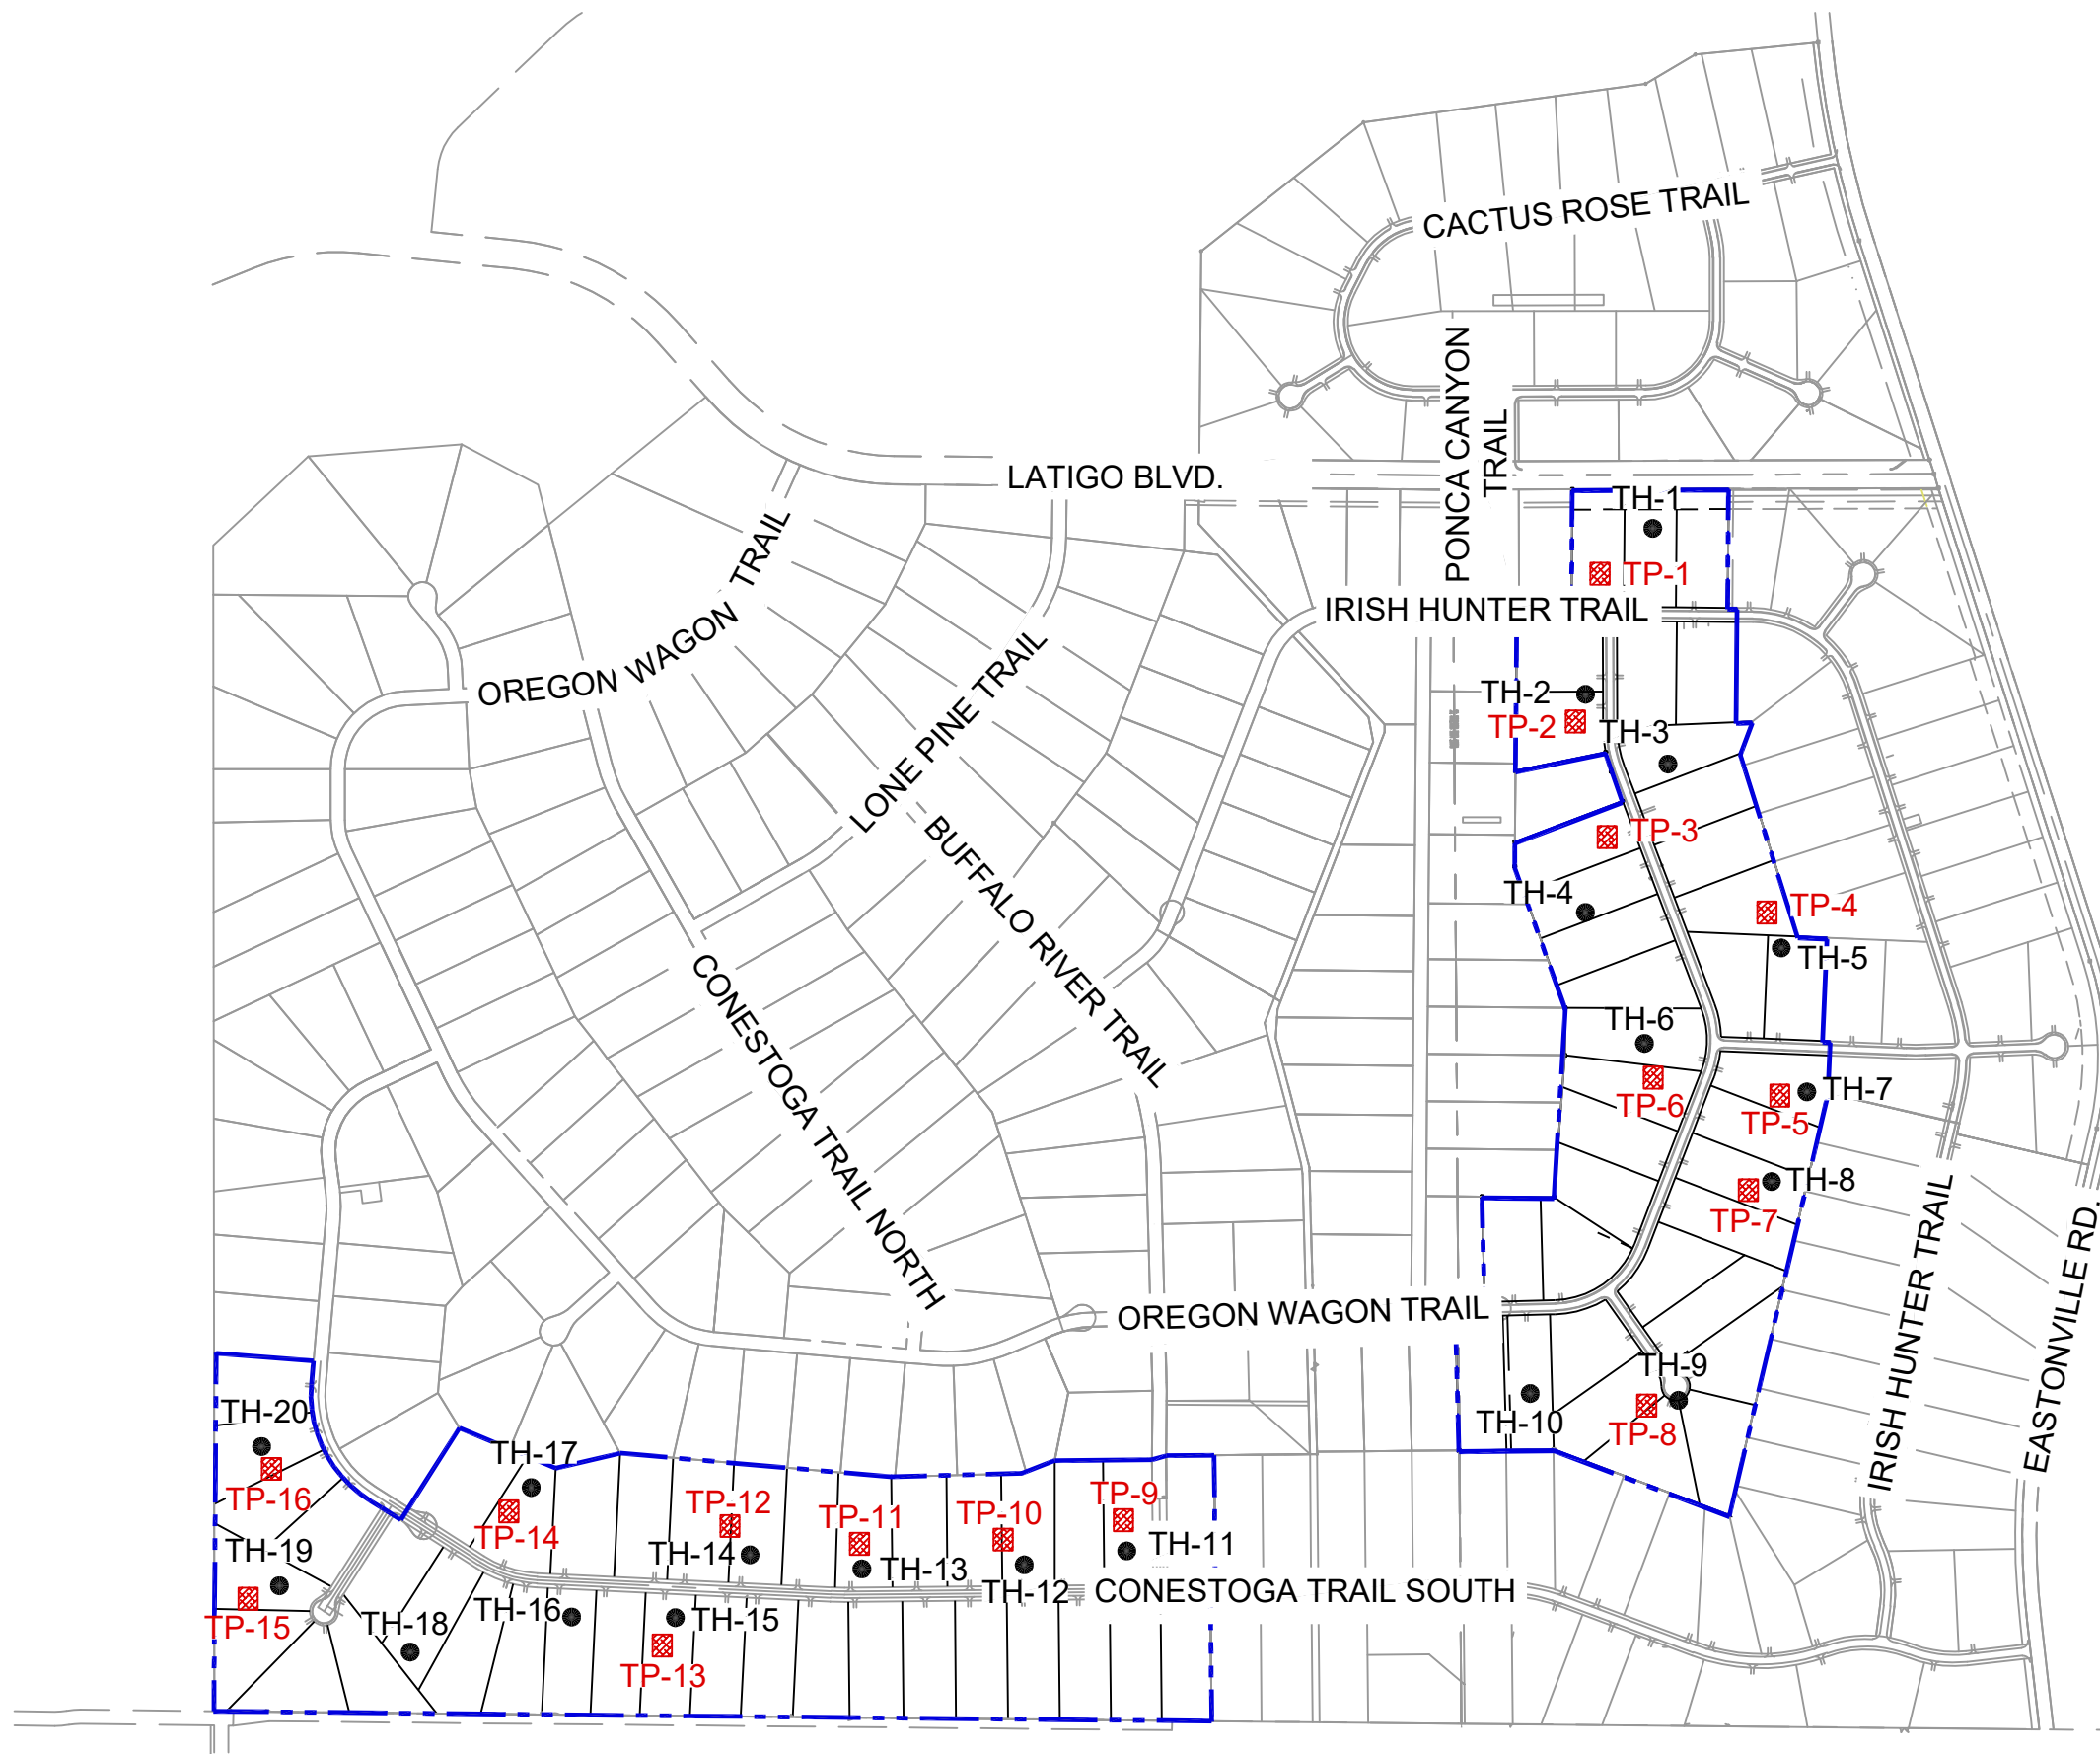 CACTUS ROSE TRAIL
PONCA CANYON
TRAIL
LATIGO BLVD.
TH-1
TP-1
IRISH HUNTER TRAIL
OREGON WAGON TRAIL
LONE PINE TRAIL
TH-2
TP-2
TH-3
TP-3
BUFFALO RIVER TRAIL
TH-4
TP-4
TH-5
CONESTOGA TRAIL NORTH
TH-6
TP-6
TP-5
TH-7
TH-8
TP-7
IRISH HUNTER TRAIL
EASTONVILLE RD.
OREGON WAGON TRAIL
TH-9
TP-8
TH-10
TH-20
TP-16
TH-17
TP-14
TP-12
TH-14
TP-11
TH-13
TP-10
TH-12
TP-9
TH-11
CONESTOGA TRAIL SOUTH
TH-19
TP-15
TH-18
TH-16
TH-15
TP-13